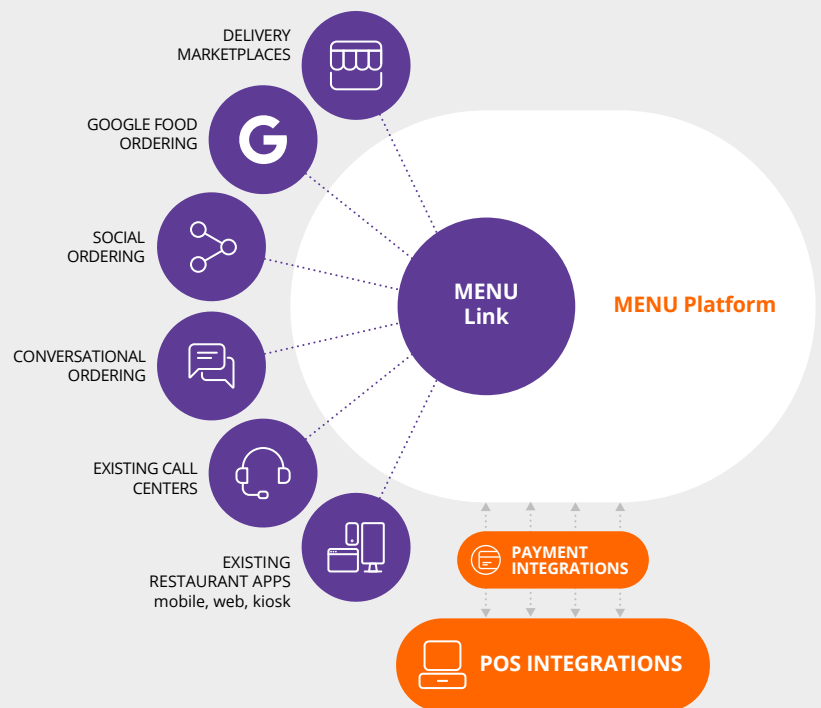 DELIVERY
MARKETPLACES
GOOGLE FOOD
ORDERING
G
SOCIAL
ORDERING
CONVERSATIONAL
ORDERING
EXISTING CALL
CENTERS
EXISTING
RESTAURANT APPS
mobile, web, kiosk
MENU
Link
MENU Platform
PAYMENT
INTEGRATIONS
POS INTEGRATIONS